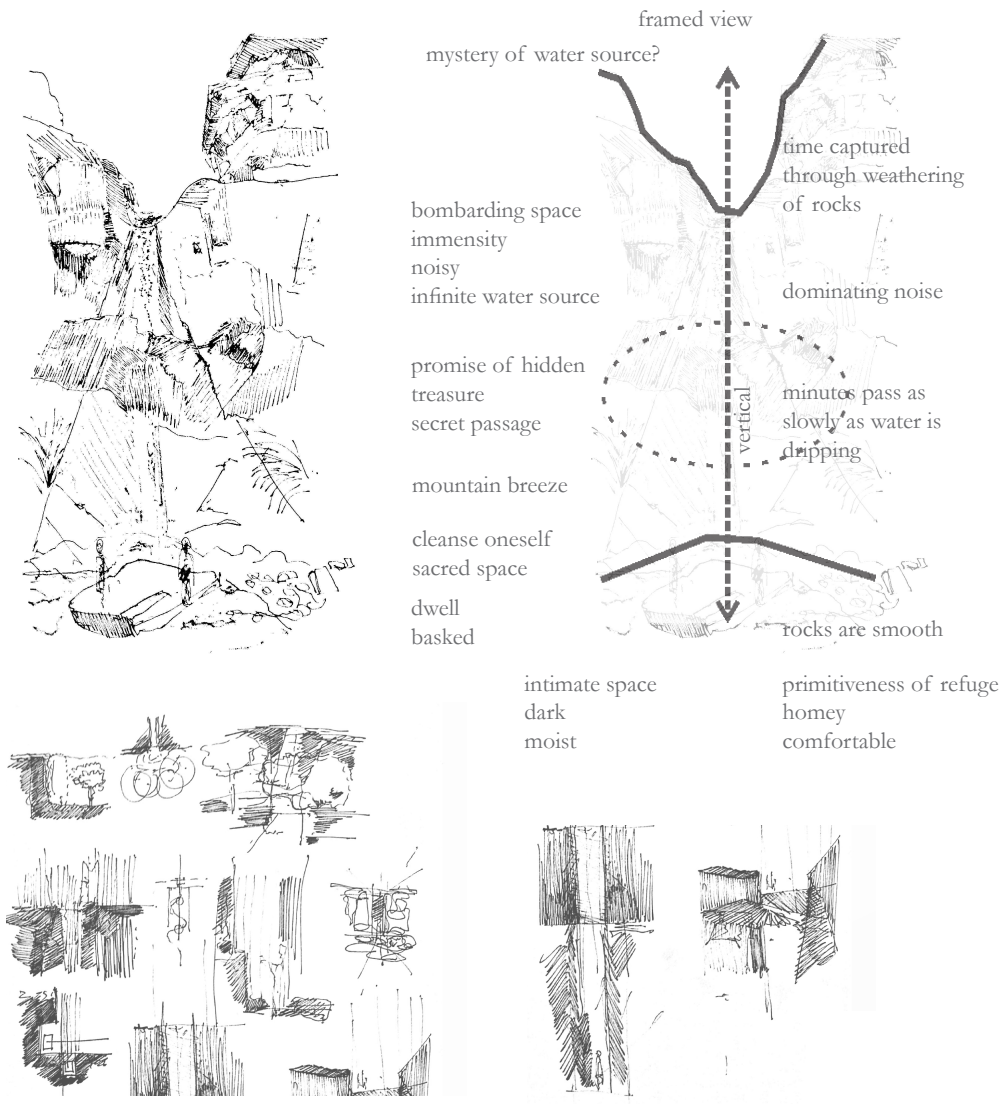 framed view
mystery of water source?
time captured
through weathering
of rocks
bombarding space
immensity
noisy
infinite water source
dominating noise
promise of hidden
treasure
secret passage
vertical
minutes pass as
slowly as water is
dripping
mountain breeze
cleanse oneself
sacred space
dwell
basked
rocks are smooth
intimate space
dark
moist
primitiveness of refuge
homey
comfortable